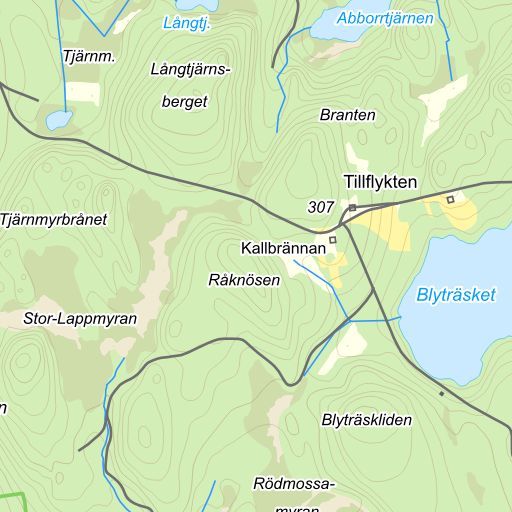 Långtj.
Abborrtjärnen
Tjärnm.
Långtjärns-
berget
Branten
Tillflykten
307
Tjärnmyrbrånet
Kallbrännan
Råknösen
Blyträsket
Stor-Lappmyran
n
Blyträskliden
Rödmossa-
myran